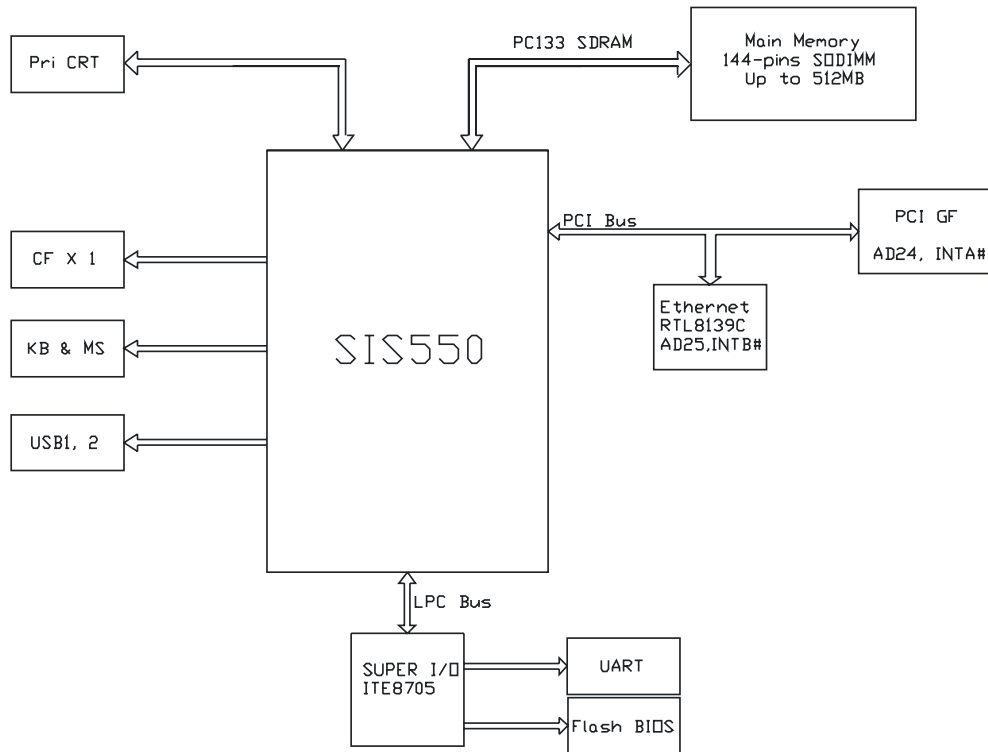 PC133 SDRAM
Pri CRT
Main Memory
144-pins SODIMM
Up to 512MB
PCI Bus
PCI GF
AD24, INTA#
CF X 1
Ethernet
RTL8139C
AD25,INTB#
KB & MS
SIS550
USB1, 2
LPC Bus
SUPER I/O
ITE8705
UART
Flash BIOS